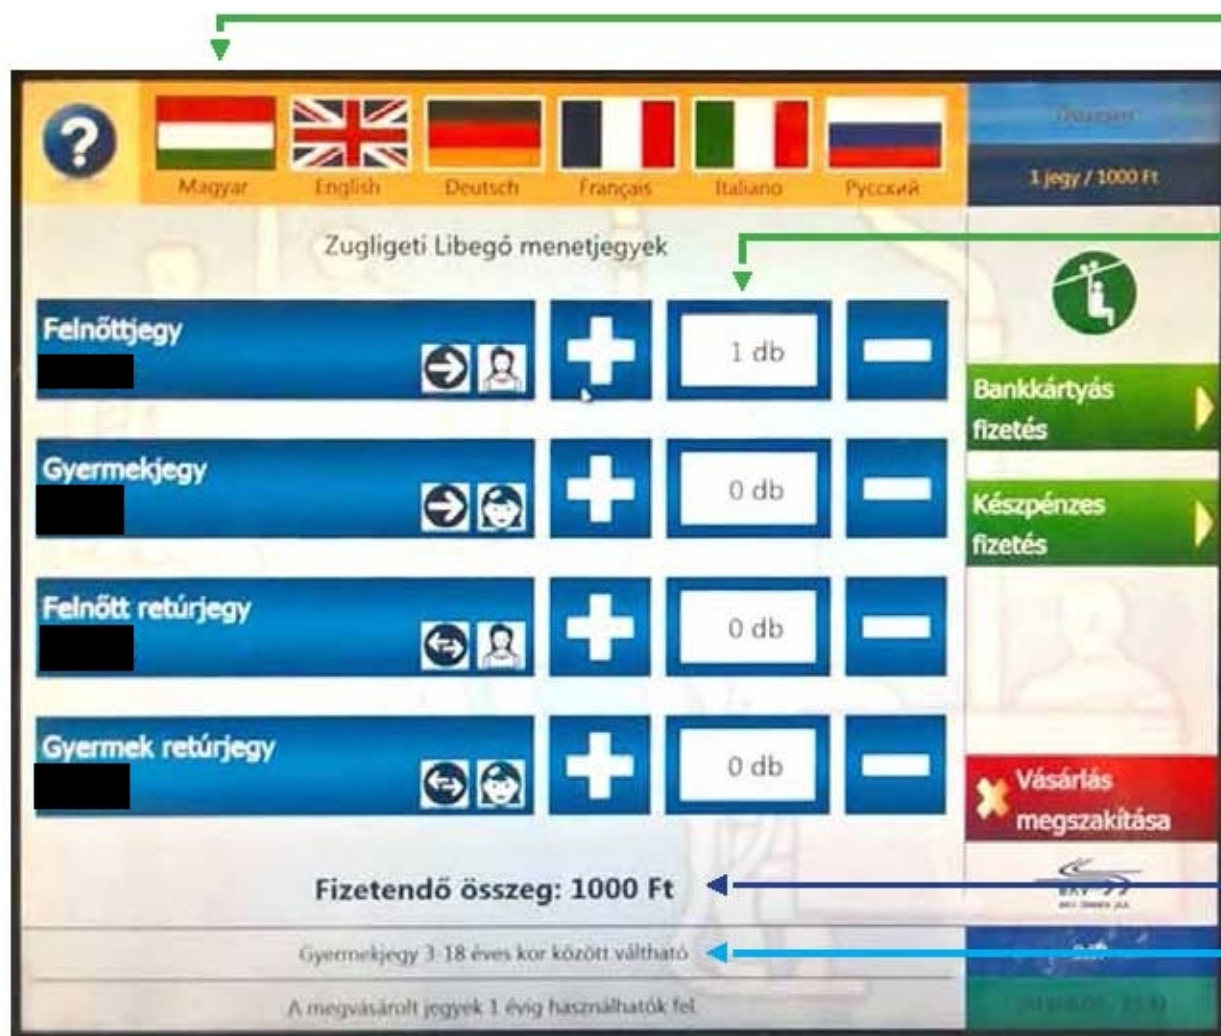 ?
Magyar
English
Deutsch
Français
Italiano
Русский
Összesen
1 jegy / 1000 Ft
Zugligeti Libegő menetjegyek
Felnőttjegy
1 db
Gyermekjegy
0 db
Felnőtt retúrjegy
0 db
Gyermek retúrjegy
0 db
Bankkártyás
fizetés
Készpénzes
fizetés
Vásárlás
megszakítása
Fizetendő összeg: 1000 Ft
BKV
Gyermekjegy 3-18 éves kor között váltható
A megvásárolt jegyek 1 évig használhatók fel